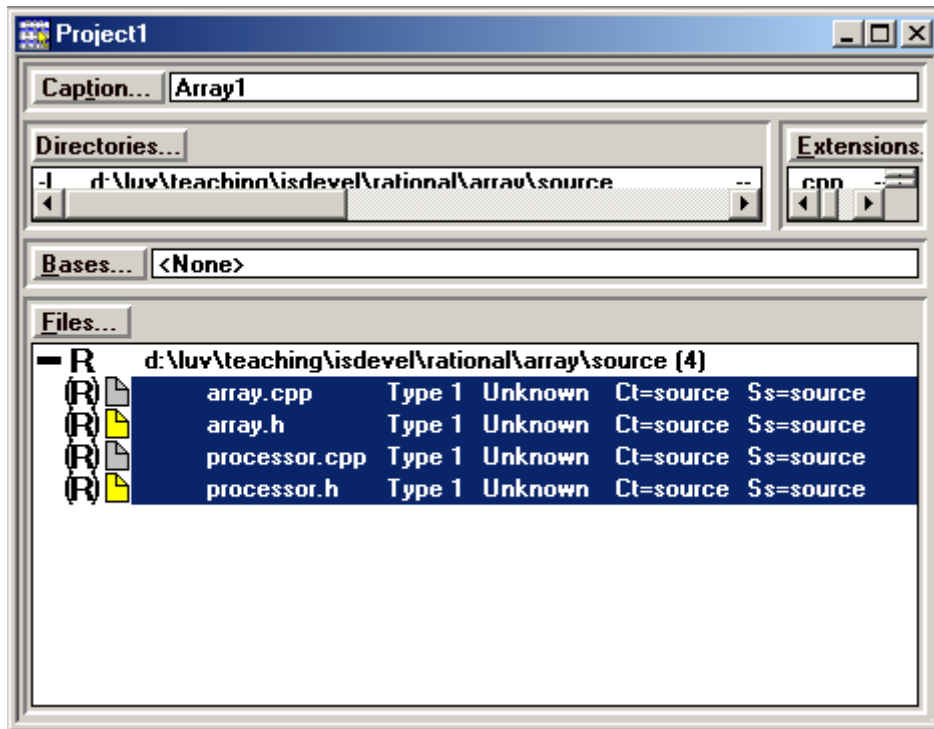 Project1
Caption... Array1
Directories... Extensions.
-I d:\luv\teaching\isdevel\rational\array\source -- cpp --
Bases... <None>
Files...
R d:\luv\teaching\isdevel\rational\array\source (4)
(R) array.cpp Type 1 Unknown Ct=source Ss=source
(R) array.h Type 1 Unknown Ct=source Ss=source
(R) processor.cpp Type 1 Unknown Ct=source Ss=source
(R) processor.h Type 1 Unknown Ct=source Ss=source